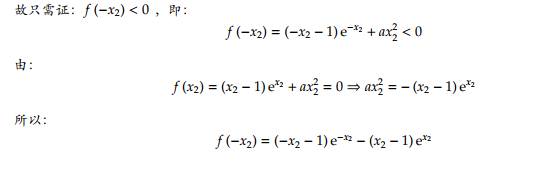 故只需证：f (−x₂) < 0 ，即：
f (−x₂) = (−x₂ − 1) e^{−x₂} + ax₂² < 0
由：
f (x₂) = (x₂ − 1) e^{x₂} + ax₂² = 0 ⇒ ax₂² = − (x₂ − 1) e^{x₂}
所以：
f (−x₂) = (−x₂ − 1) e^{−x₂} − (x₂ − 1) e^{x₂}